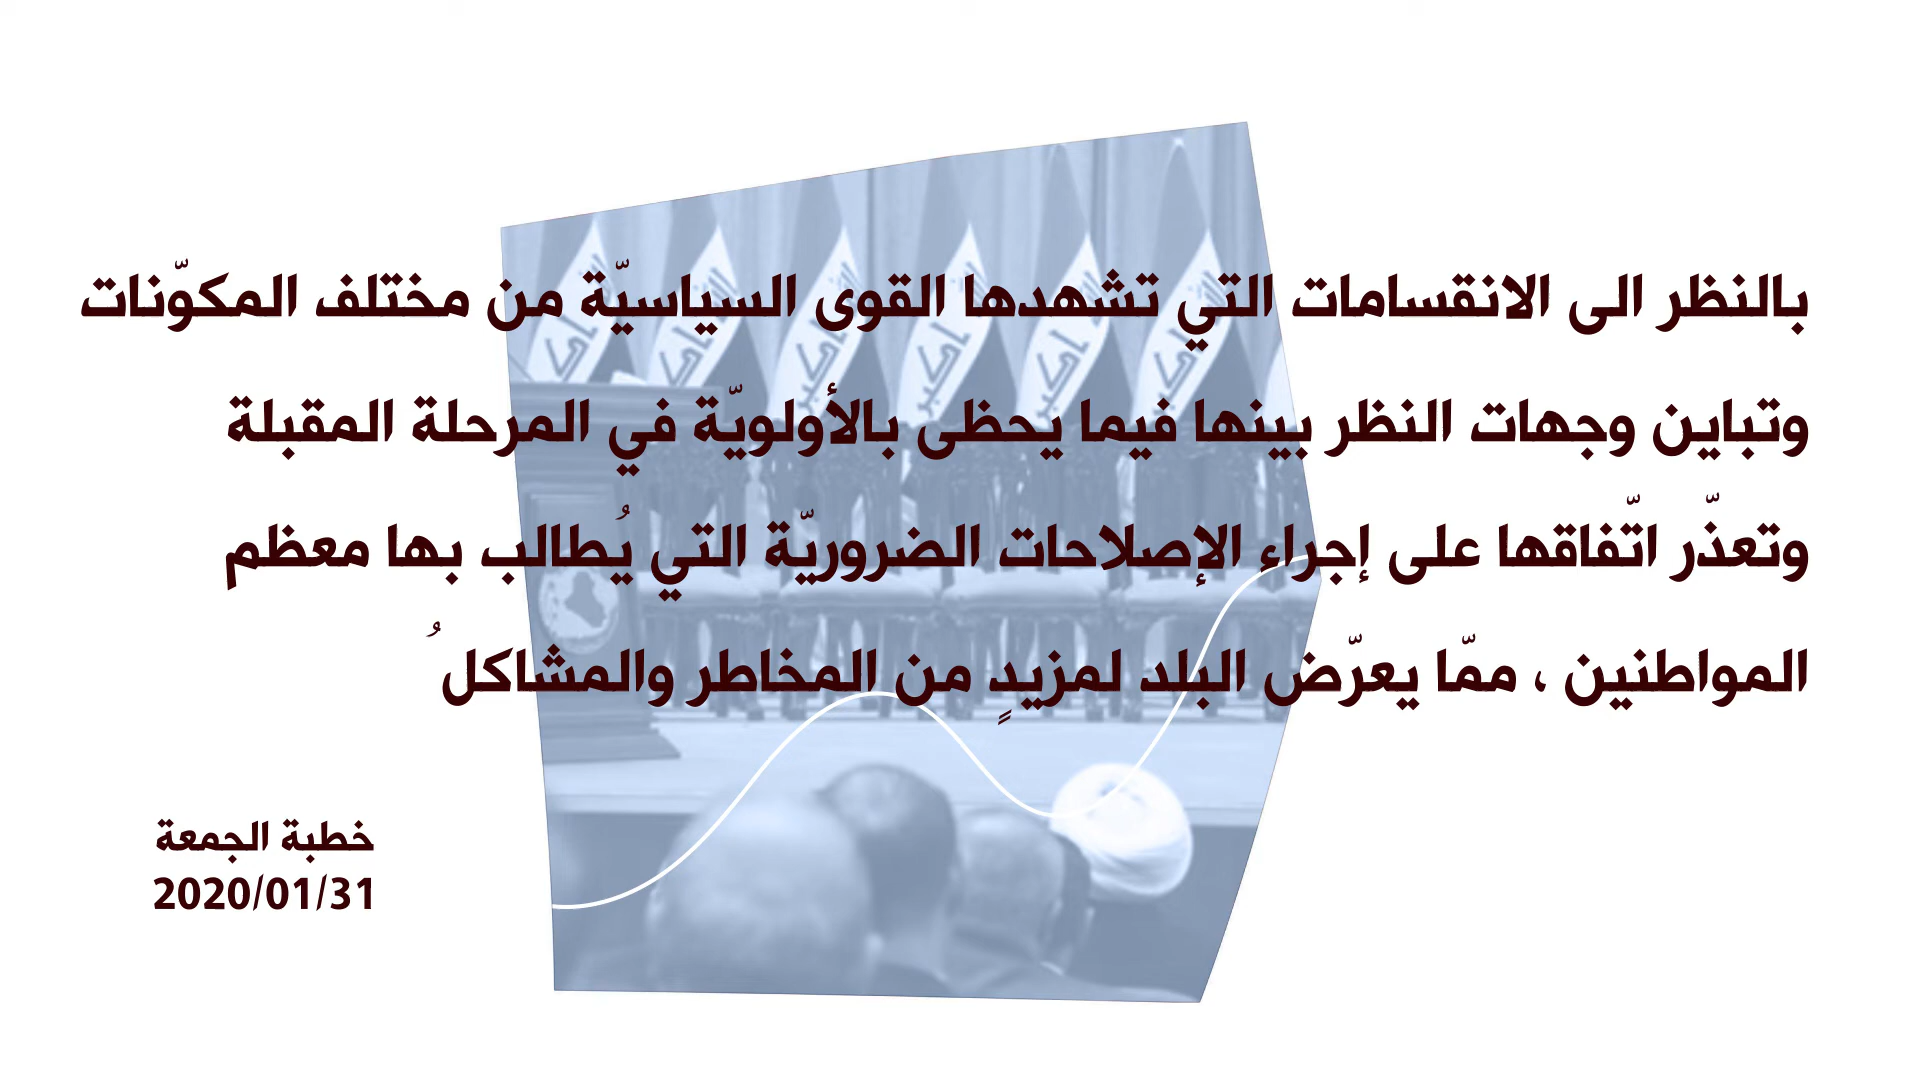 بالنظر الى الانقسامات التي تشهدها القوى السياسيّة من مختلف المكوّنات
وتباين وجهات النظر بينها فيما يحظى بالأولويّة في المرحلة المقبلة
وتعذّر اتّفاقها على إجراء الإصلاحات الضروريّة التي يُطالب بها معظم
المواطنين ، ممّا يعرّض البلد لمزيدٍ من المخاطر والمشاكل ُ
خطبة الجمعة
2020/01/31